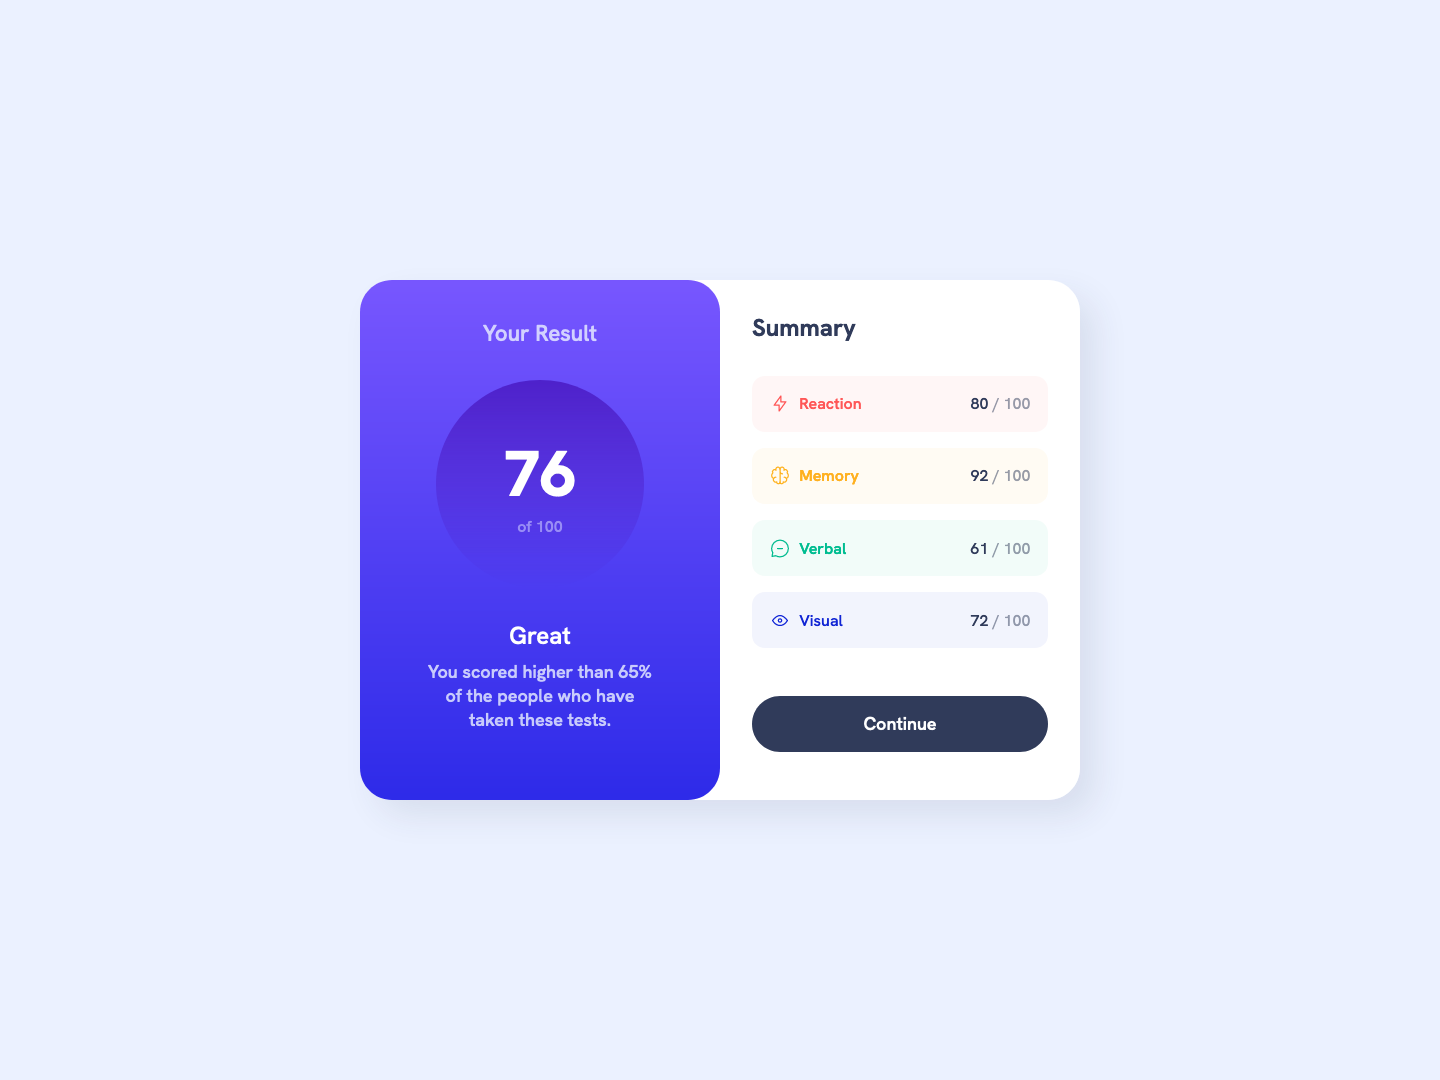 Your Result
76
of 100
Great
You scored higher than 65%
of the people who have
taken these tests.
Summary
Reaction 80 / 100
Memory 92 / 100
Verbal 61 / 100
Visual 72 / 100
Continue